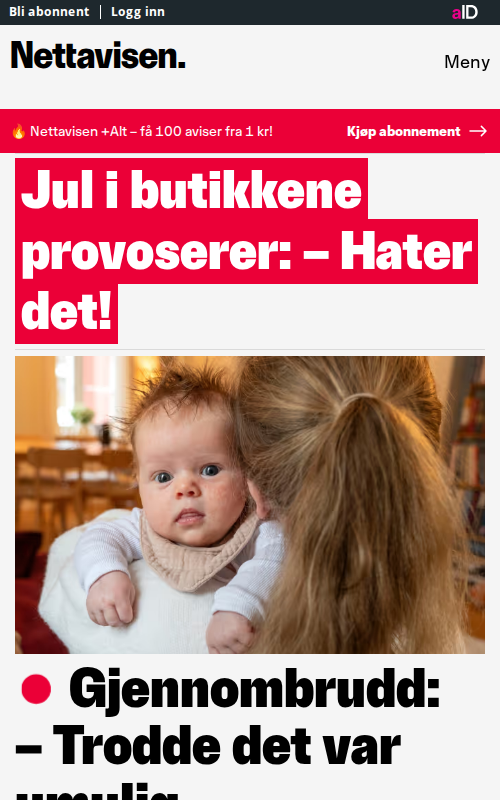 Bli abonnent Logg inn aID
Nettavisen.
Meny
🔥 Nettavisen +Alt – få 100 aviser fra 1 kr! Kjøp abonnement →
Jul i butikkene
provoserer: – Hater
det!
Gjennombrudd:
– Trodde det var
umulig